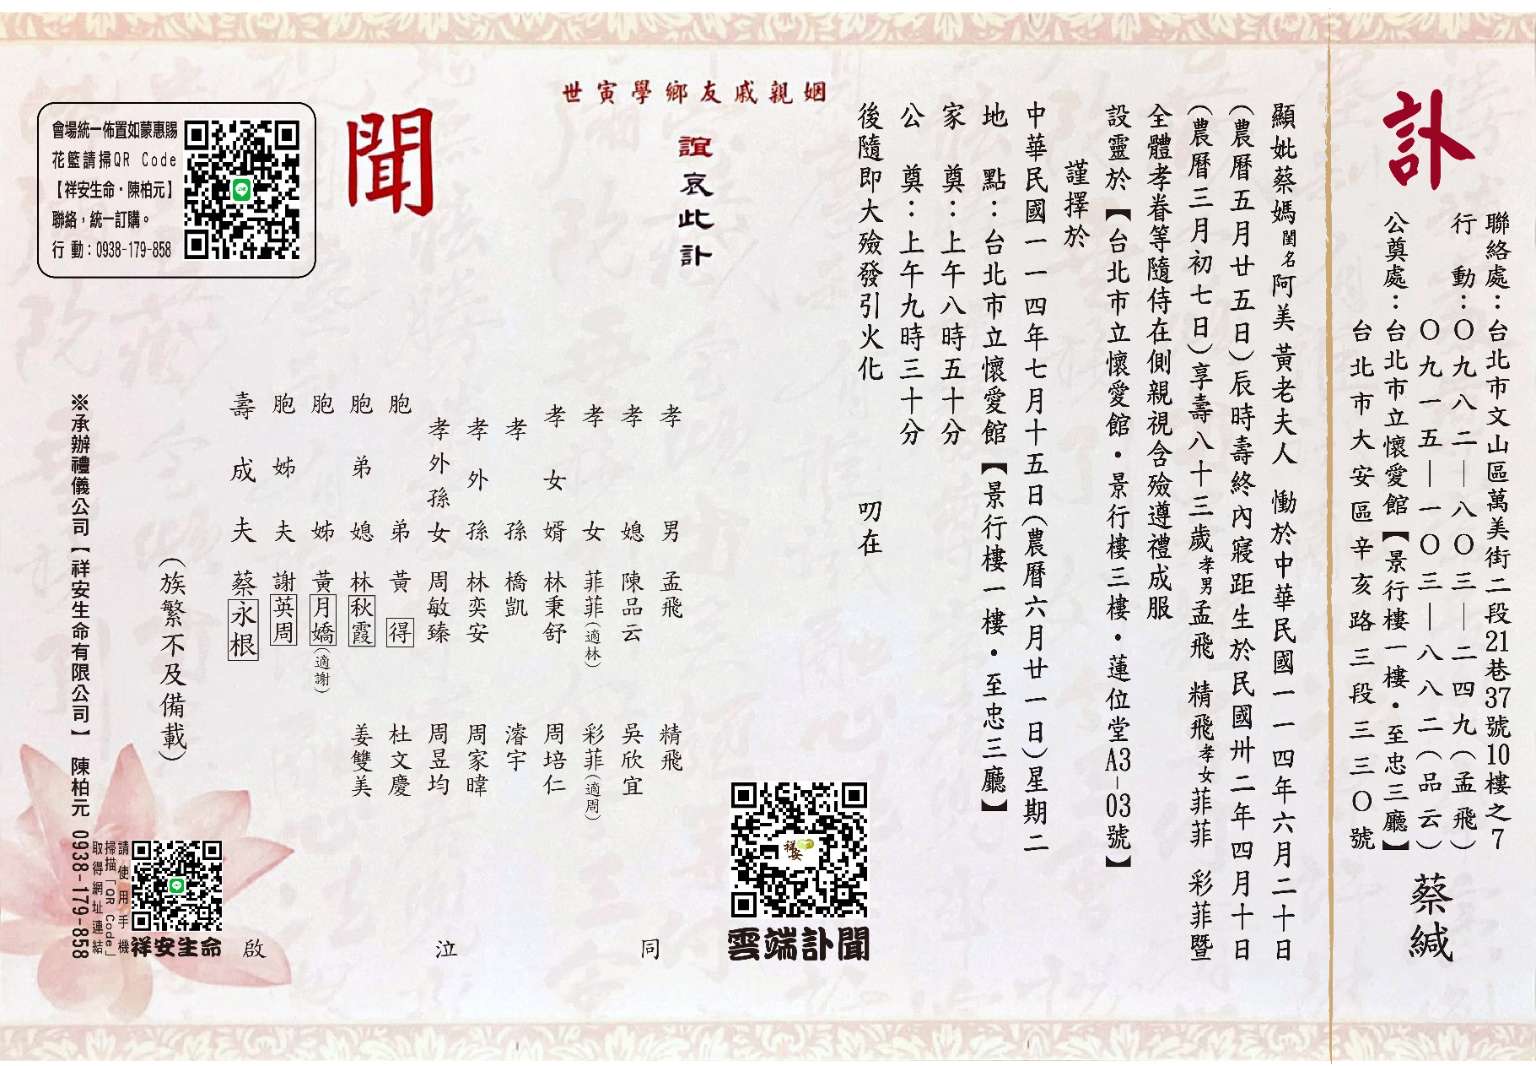 訃
聯絡處：台北市文山區萬美街二段21巷37號10樓之7
行動：〇九八二—八〇三—二四九（孟飛）
〇九一五—一〇三—八八二（品云）
公奠處：台北市立懷愛館【景行樓一樓・至忠三廳】
台北市大安區辛亥路三段三三〇號
蔡緘
顯妣蔡媽閨名阿美 黃老夫人 慟於中華民國一一四年六月二十日
（農曆五月廿五日）辰時壽終內寢距生於民國卅二年四月十日
（農曆三月初七日）享壽八十三歲孝男孟飛 精飛孝女菲菲 彩菲暨
全體孝眷等隨侍在側親視含殮遵禮成服
設靈於【台北市立懷愛館・景行樓三樓・蓮位堂A3-03號】
謹擇於
中華民國一一四年七月十五日（農曆六月廿一日）星期二
地點：台北市立懷愛館【景行樓一樓・至忠三廳】
家奠：上午八時五十分
公奠：上午九時三十分
後隨即大殮發引火化 叨在
世寅學鄉友戚親姻
誼哀此訃
聞
孝男 孟飛 精飛
孝媳 陳品云 吳欣宜
孝女 菲菲（適林） 彩菲（適周）
孝女婿 林秉舒 周培仁
孝孫 橋凱 濬宇
孝外孫 林奕安 周家暐
孝外孫女 周敏臻 周昱均
胞弟 黃得 杜文慶
胞弟媳 林秋霞 姜雙美
胞姊 黃月嬌（適謝）
胞姊夫 謝英周
壽成夫 蔡永根
同泣啟
（族繁不及備載）
※承辦禮儀公司【祥安生命有限公司】 陳柏元 0938-179-858
請使用手機
掃描「QR Code」
取得網址連結
祥安生命
祥安
雲端訃聞
會場統一佈置如蒙惠賜
花籃請掃QR Code
【祥安生命・陳柏元】
聯絡，統一訂購。
行動：0938-179-858